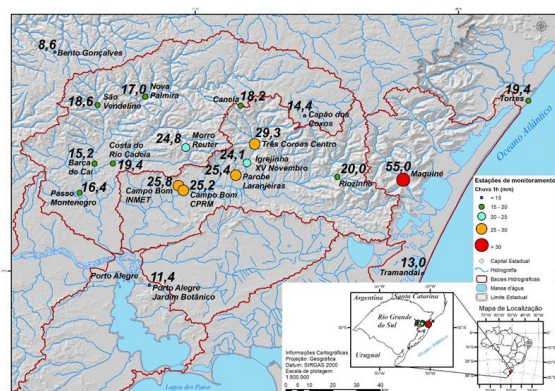 8,6
Bento Gonçalves
17,0
Nova
Palmira
18,6
São
Vendelino
18,2
Caneia
14,4
Capão dos
Coxos
19,4
Torres
Oceano Atlântico
24,8
Morro
Reuter
29,3
Três Coroas Centro
24,1
Igrejinha
XV Novembro
15,2
Barca
do Caí
Costa do
Rio Cadeia
19,4
25,4
Parobe
Laranjeiras
20,0
Riozinho
55,0
Maquiné
16,4
Passo
Montenegro
25,8
Campo Bom
INMET
25,2
Campo Bom
CPRM
Porto Alegre
11,4
Porto Alegre
Jardim Botânico
13,0
Tramandaí
Lagoa dos Patos
Estações de monitoramento
Chuva 1h (mm)
< 15
15 - 20
20 - 25
25 - 30
> 30
Capital Estadual
Hidrografia
Bacias Hidrográficas
Massa d'água
Limite Estadual
Mapa de Localização
Argentina
Santa Catarina
Rio Grande
do Sul
Uruguai
Oceano Atlântico
Informações Cartográficas
Projeção: Geográfica
Datum: SIRGAS 2000
Escala de plotagem
1:800.000
0 5 10 20 30 40